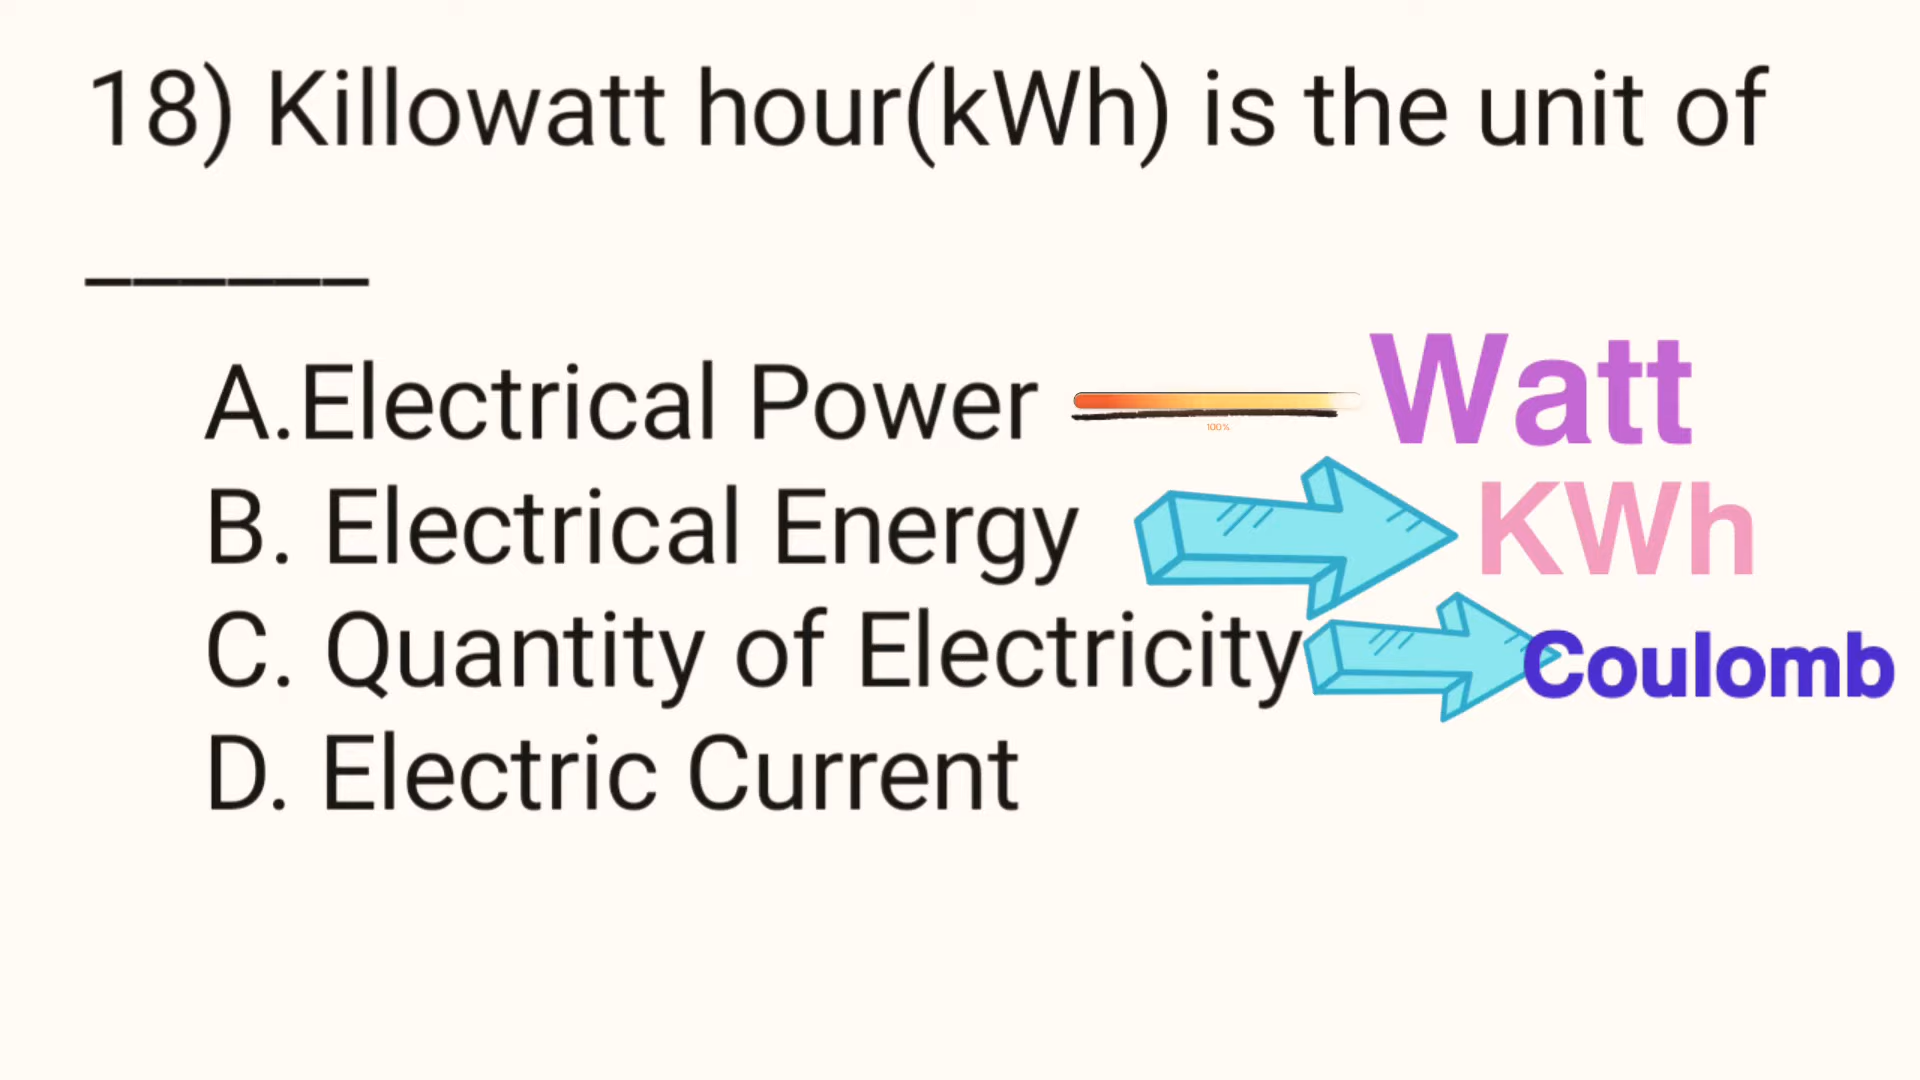 18) Killowatt hour(kWh) is the unit of
______
A.Electrical Power Watt
100%
B. Electrical Energy KWh
C. Quantity of Electricity Coulomb
D. Electric Current